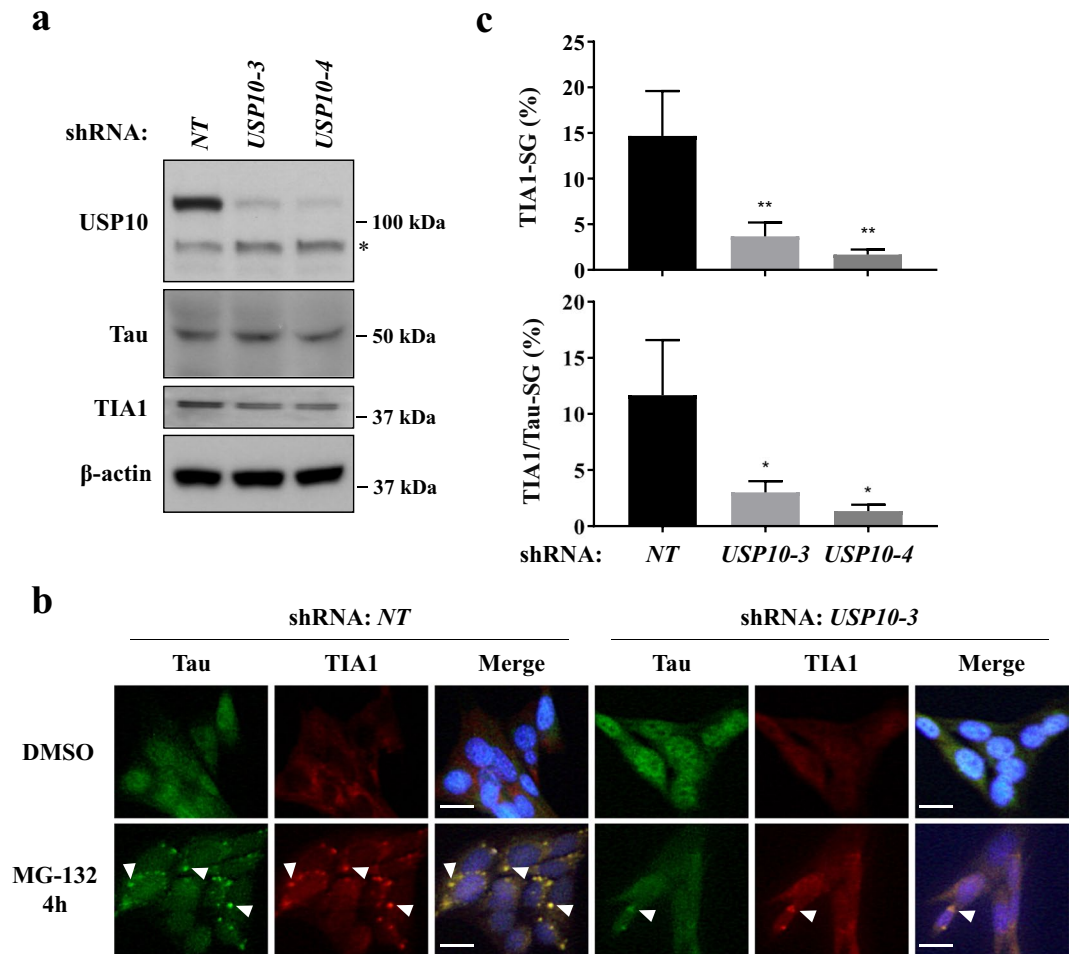 a
shRNA:
NT
USP10-3
USP10-4
USP10
100 kDa
*
Tau
50 kDa
TIA1
37 kDa
β-actin
37 kDa
c
TIA1-SG (%)
25
20
15
10
5
0
**
**
TIA1/Tau-SG (%)
20
15
10
5
0
*
*
shRNA: NT USP10-3 USP10-4
b
shRNA: NT shRNA: USP10-3
Tau TIA1 Merge Tau TIA1 Merge
DMSO
MG-132
4h